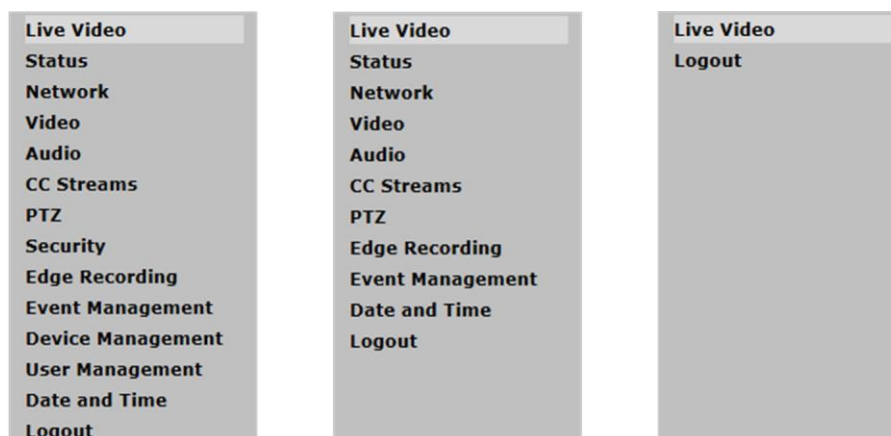 Live Video
Status
Network
Video
Audio
CC Streams
PTZ
Security
Edge Recording
Event Management
Device Management
User Management
Date and Time
Logout
Live Video
Status
Network
Video
Audio
CC Streams
PTZ
Edge Recording
Event Management
Date and Time
Logout
Live Video
Logout